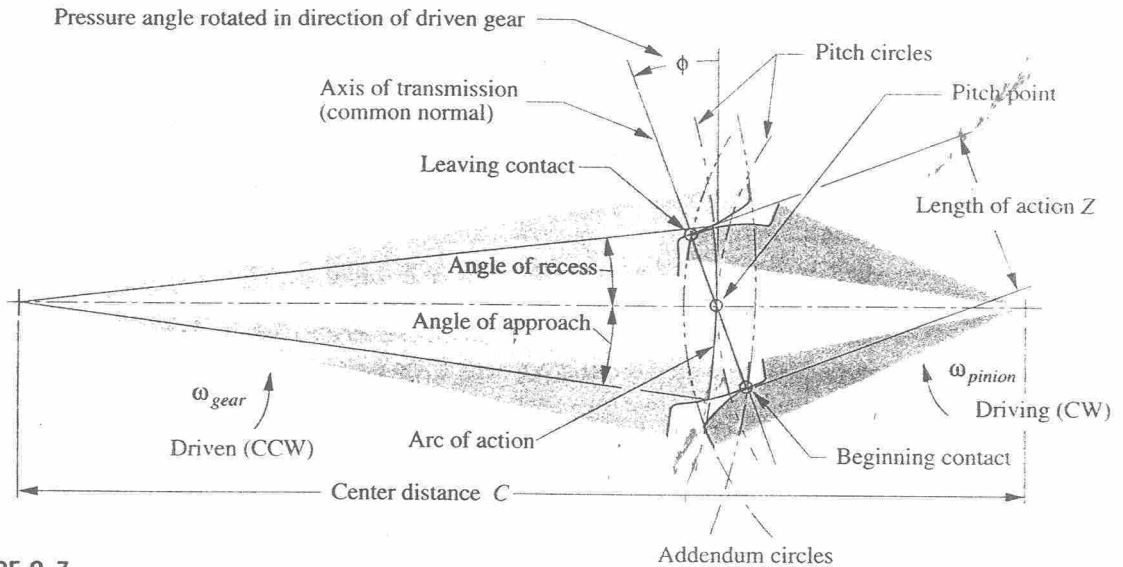 Pressure angle rotated in direction of driven gear
ϕ
Pitch circles
Axis of transmission
(common normal)
Pitch point
Leaving contact
Length of action Z
Angle of recess
Angle of approach
ω gear
ω pinion
Driving (CW)
Driven (CCW)
Arc of action
Beginning contact
Center distance C
Addendum circles